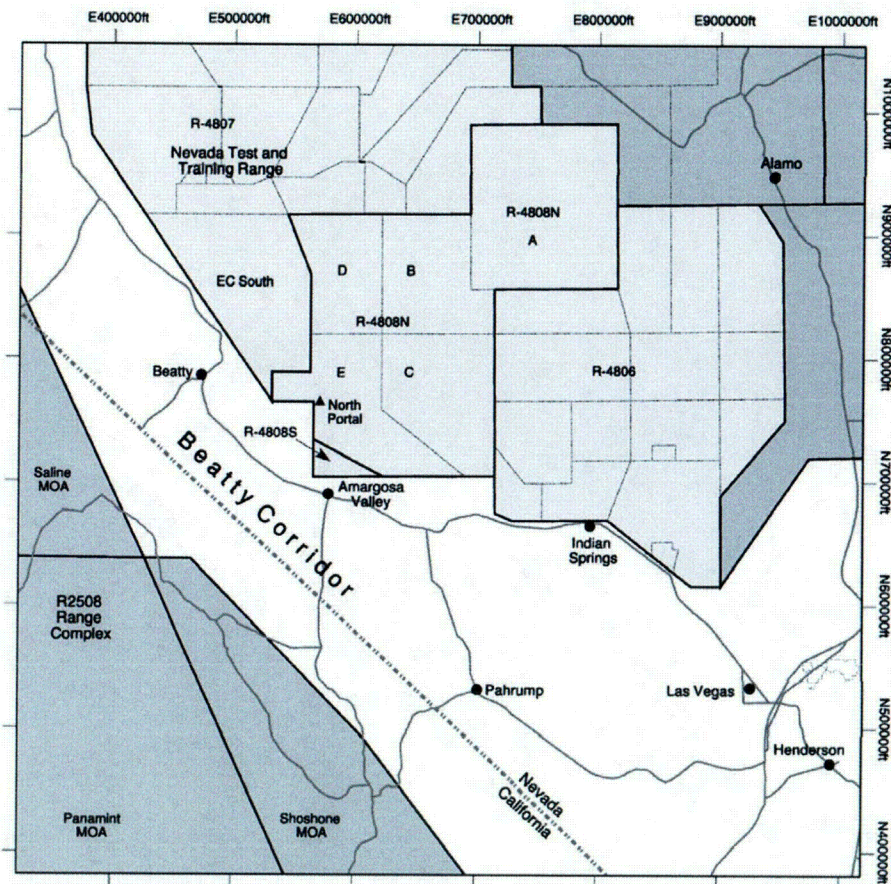 E400000ft
E500000ft
E600000ft
E700000ft
E800000ft
E900000ft
E1000000ft
N1000000ft
N900000ft
N800000ft
N700000ft
N600000ft
N500000ft
N400000ft
R-4807
Nevada Test and
Training Range
Alamo
R-4808N
A
EC South
D
B
R-4808N
Beatty
E
C
R-4806
North
Portal
R-4808S
Saline
MOA
Beatty Corridor
Amargosa
Valley
Indian
Springs
R2508
Range
Complex
Pahrump
Las Vegas
Henderson
Nevada
California
Panamint
MOA
Shoshone
MOA